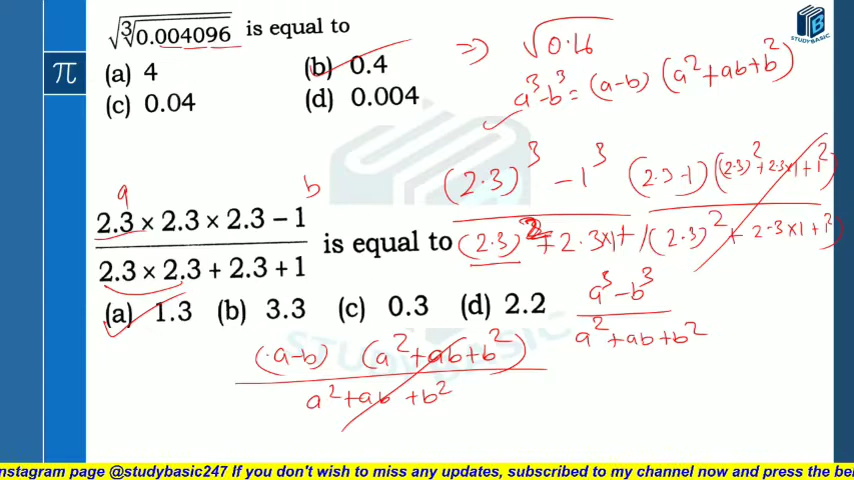 √∛0.004096 is equal to
(a) 4 (b) 0.4
(c) 0.04 (d) 0.004
⇒ √0.16
a³-b³ = (a-b) (a²+ab+b²)
STUDYBASIC
π
a b
2.3 × 2.3 × 2.3 − 1
2.3 × 2.3 + 2.3 + 1
is equal to
(2.3)³ - 1³
(2.3)² + 2.3×1 +
(2.3-1) ((2.3)² + 2.3×1 + 1²)
(2.3)² + 2.3×1 + 1²
(a) 1.3 (b) 3.3 (c) 0.3 (d) 2.2
a³ - b³
a² + ab + b²
(a-b) (a²+ab+b²)
a²+ab+b²
STUDYBASIC
nstagram page @studybasic247 If you don't wish to miss any updates, subscribed to my channel now and press the be